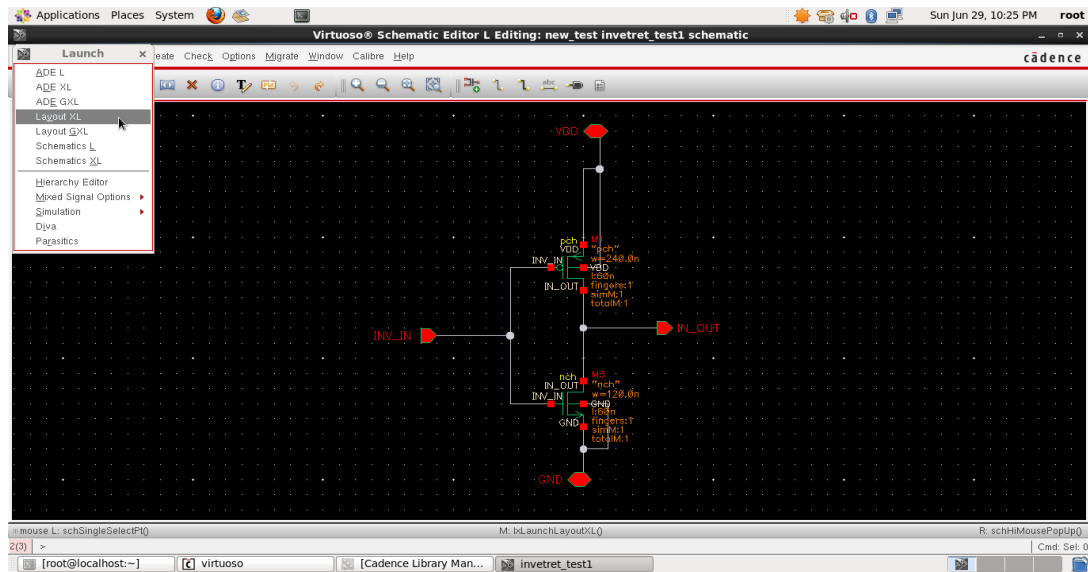 Applications Places System Sun Jun 29, 10:25 PM root
Virtuoso® Schematic Editor L Editing: new_test invetret_test1 schematic
Launch × reate Check Options Migrate Window Calibre Help cādence
ADE L
ADE XL
ADE GXL
Layout XL
Layout GXL
Schematics L
Schematics XL
Hierarchy Editor
Mixed Signal Options
Simulation
Diva
Parasitics
abc
VDD
pch M1
VDD "pch"
INV_IN w=240.0n
VDD
l:60n
IN_OUT fingers:1
simM:1
totalM:1
INV_IN
IN_OUT
nch
IN_OUT "nch"
INV_IN w=120.0n
GND
l:60n
GND fingers:1
simM:1
totalM:1
GND
mouse L: schSingleSelectPt() M: lxLaunchLayoutXL() R: schHiMousePopUp()
2(3) > Cmd: Sel: 0
[root@localhost:~] virtuoso [Cadence Library Man... invetret_test1